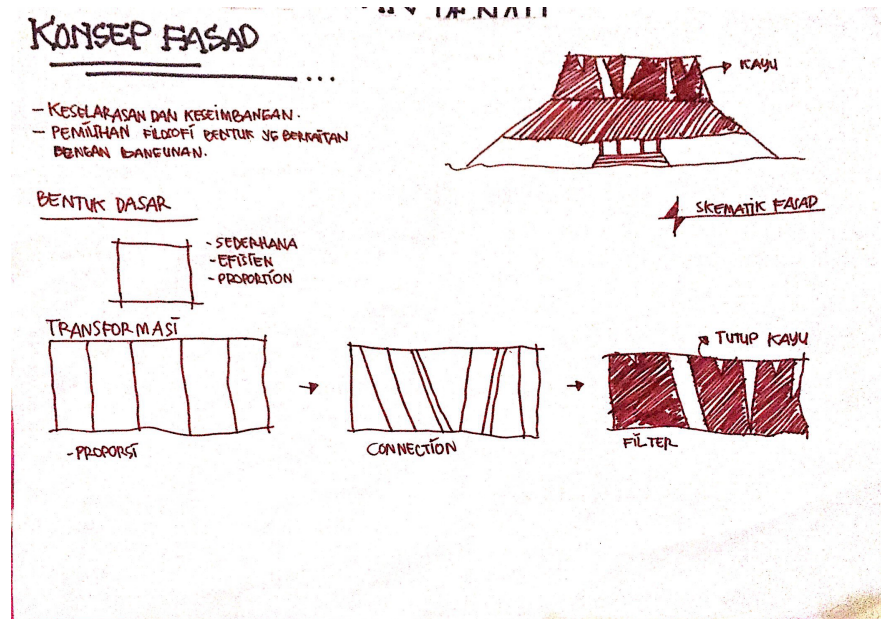 KONSEP FASAD
...
- KESELARASAN DAN KESEIMBANGAN.
- PEMILIHAN FILOSOFI BENTUK YG BERKAITAN
DENGAN BANGUNAN.
KAYU
SKEMATIK FASAD
BENTUK DASAR
- SEDERHANA
- EFISIEN
- PROPORTION
TRANSFORMASI
- PROPORSI
CONNECTION
TUTUP KAYU
FILTER